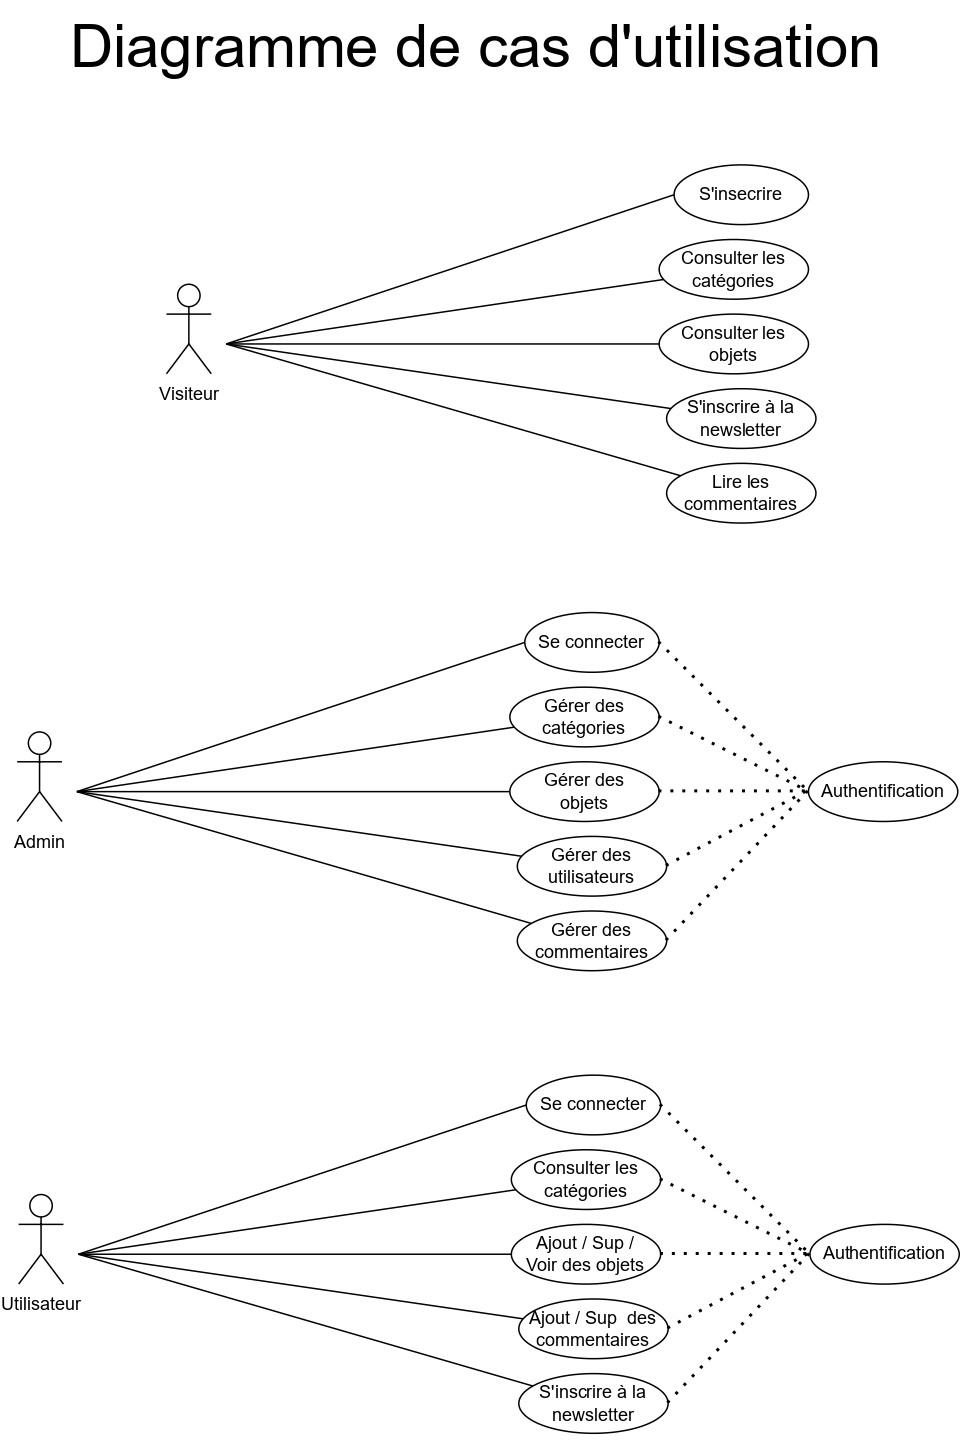 Diagramme de cas d'utilisation
S'insecrire
Consulter les
catégories
Consulter les
objets
Visiteur
S'inscrire à la
newsletter
Lire les
commentaires
Se connecter
Gérer des
catégories
Gérer des
objets
Authentification
Admin
Gérer des
utilisateurs
Gérer des
commentaires
Se connecter
Consulter les
catégories
Ajout / Sup /
Voir des objets
Authentification
Utilisateur
Ajout / Sup  des
commentaires
S'inscrire à la
newsletter